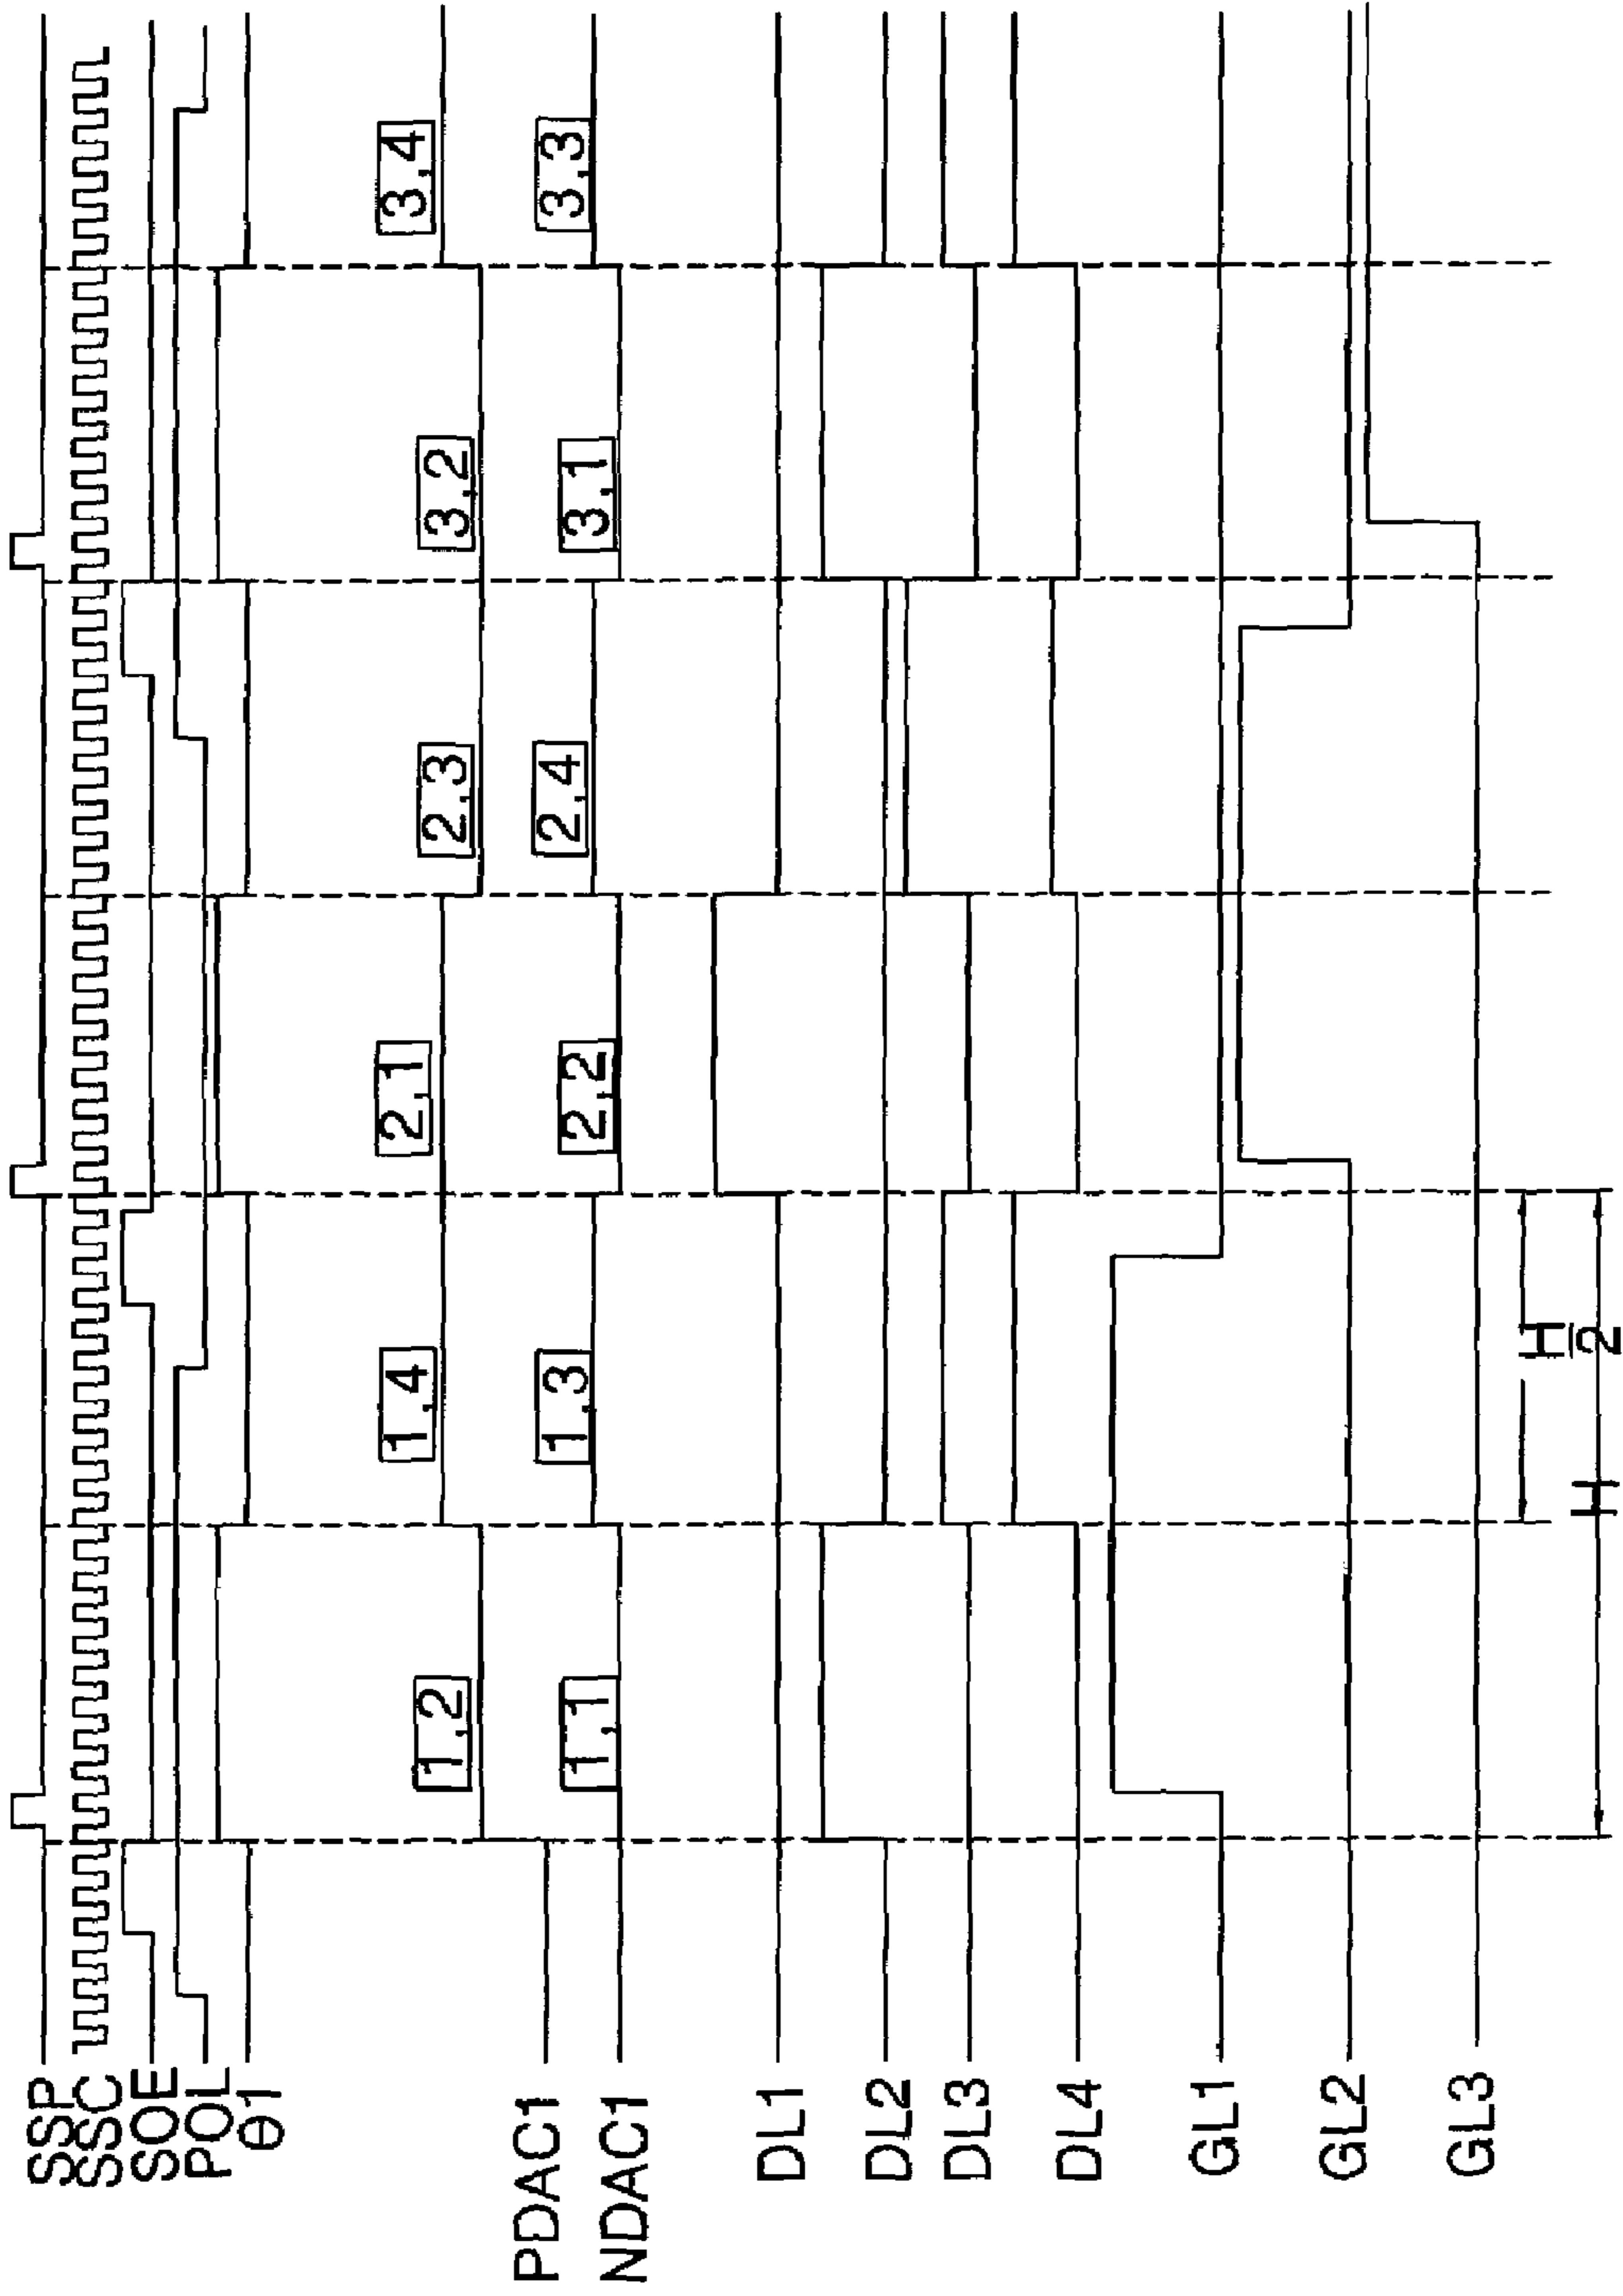 SSP
SSC
SOE
POL
θ1
PDAC1 1,2 1,4 2,1 2,3 3,2 3,4
NDAC1 1,1 1,3 2,2 2,4 3,1 3,3
DL1
DL2
DL3
DL4
GL1
GL2
GL3
H/2
H